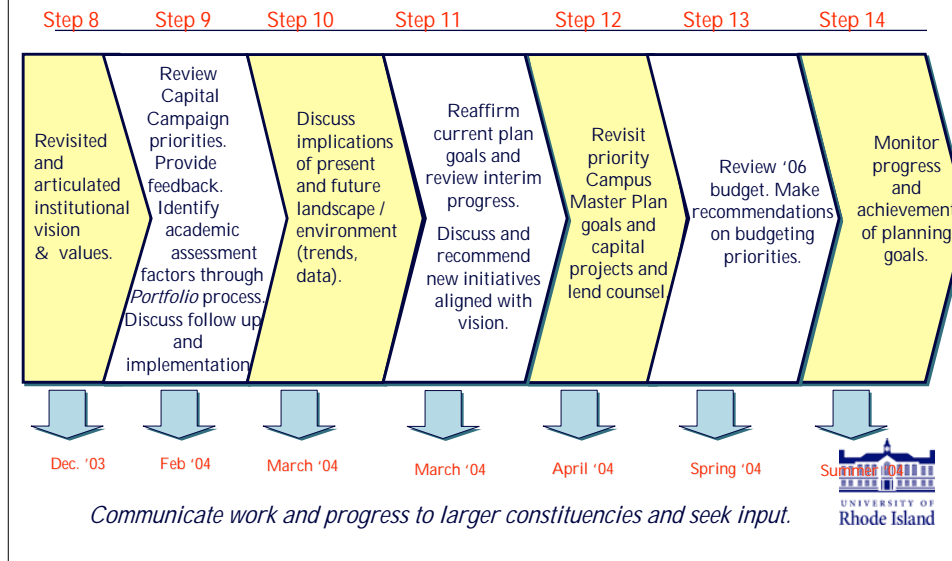 Step 8 Step 9 Step 10 Step 11 Step 12 Step 13 Step 14
Revisited
and
articulated
institutional
vision
& values.
Review
Capital
Campaign
priorities.
Provide
feedback.
Identify
academic
assessment
factors through
Portfolio process.
Discuss follow up
and
implementation
Discuss
implications
of present
and future
landscape /
environment
(trends,
data).
Reaffirm
current plan
goals and
review interim
progress.
Discuss and
recommend
new initiatives
aligned with
vision.
Revisit
priority
Campus
Master Plan
goals and
capital
projects and
lend counsel.
Review ‘06
budget. Make
recommendations
on budgeting
priorities.
Monitor
progress
and
achievement
of planning
goals.
Dec. ‘03 Feb ‘04 March ‘04 March ‘04 April ‘04 Spring ‘04 Summer ‘04
Communicate work and progress to larger constituencies and seek input.
UNIVERSITY OF
Rhode Island